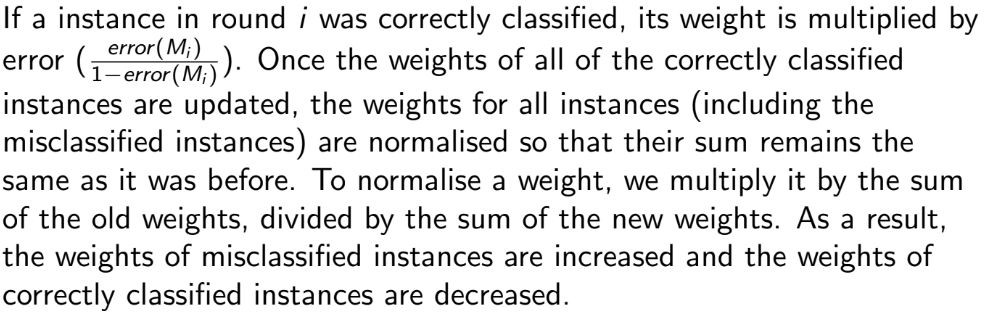 If a instance in round i was correctly classified, its weight is multiplied by
error (error(M_i)/1−error(M_i)). Once the weights of all of the correctly classified
instances are updated, the weights for all instances (including the
misclassified instances) are normalised so that their sum remains the
same as it was before. To normalise a weight, we multiply it by the sum
of the old weights, divided by the sum of the new weights. As a result,
the weights of misclassified instances are increased and the weights of
correctly classified instances are decreased.